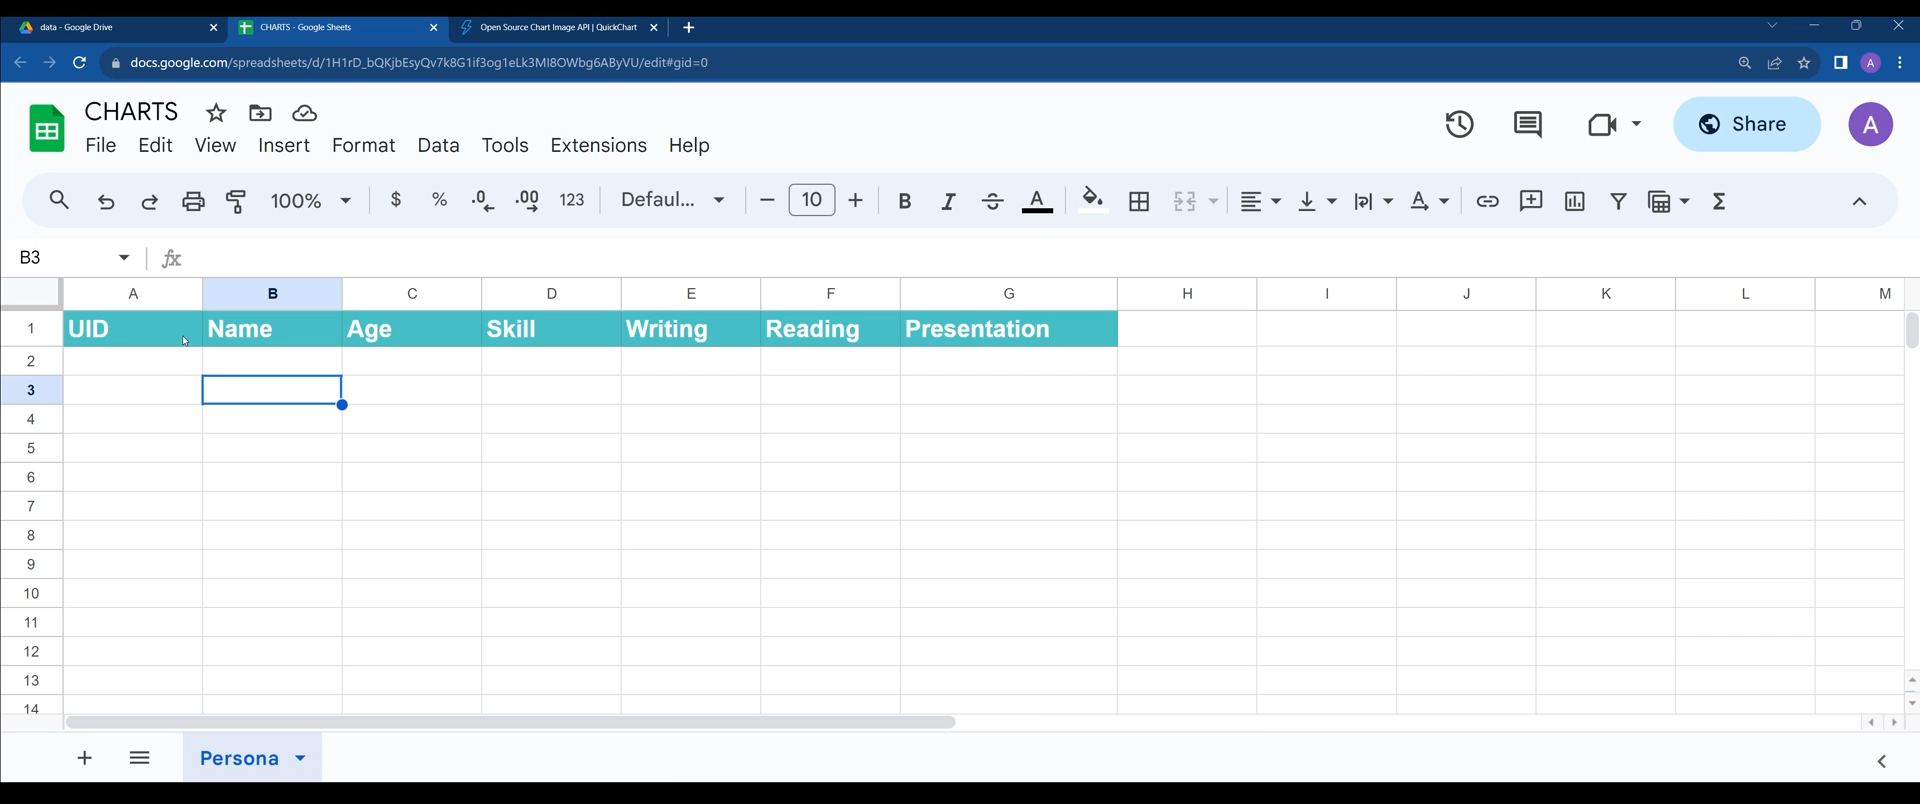 data - Google Drive
CHARTS - Google Sheets
Open Source Chart Image API | QuickChart
docs.google.com/spreadsheets/d/1H1rD_bQKjbEsyQv7k8G1if3og1eLk3MI8OWbg6AByVU/edit#gid=0
A
CHARTS
File Edit View Insert Format Data Tools Extensions Help
Share
A
100% $ % .0 .00 123 Defaul... 10 B I S A A Σ
B3 fx
A B C D E F G H I J K L M
1 UID Name Age Skill Writing Reading Presentation
2
3
4
5
6
7
8
9
10
11
12
13
14
Persona